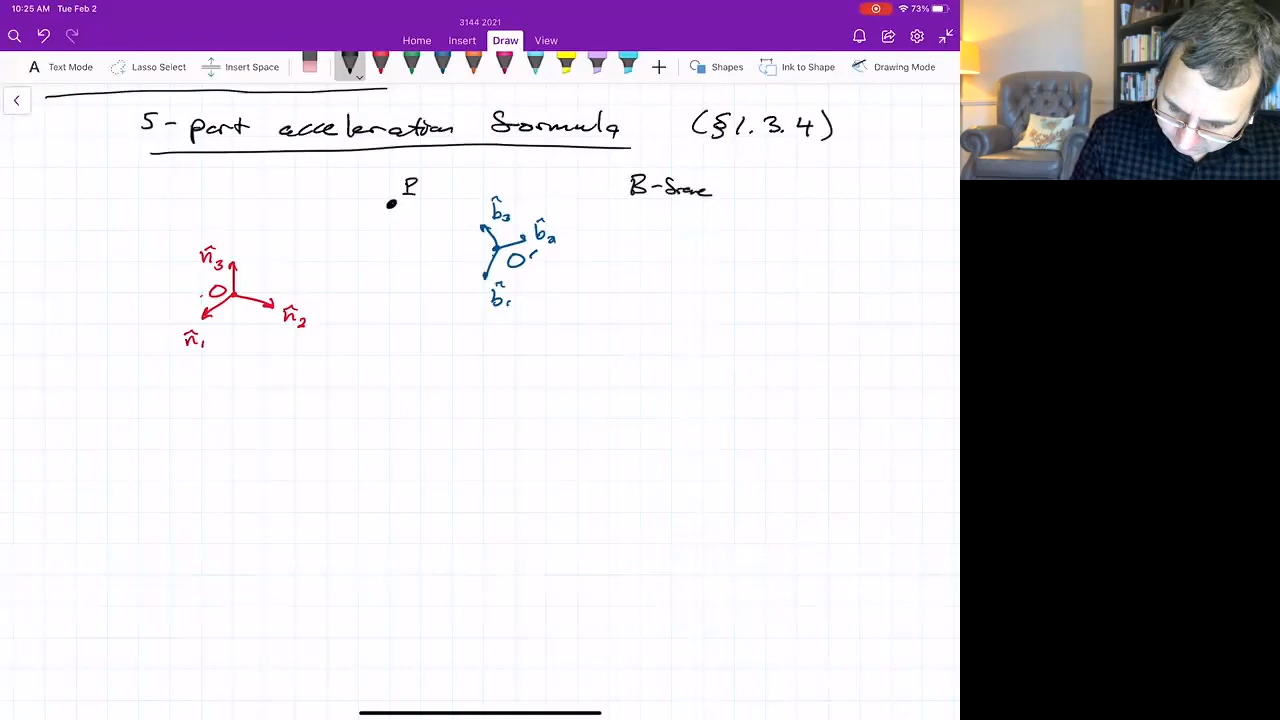 10:25 AM Tue Feb 2
73%
3144 2021
Home Insert Draw View
Text Mode Lasso Select Insert Space Shapes Ink to Shape Drawing Mode
5-part acceleration formula (§1.3.4)
P
B-frame
b̂3
b̂2
O'
b̂1
n̂3
O
n̂2
n̂1